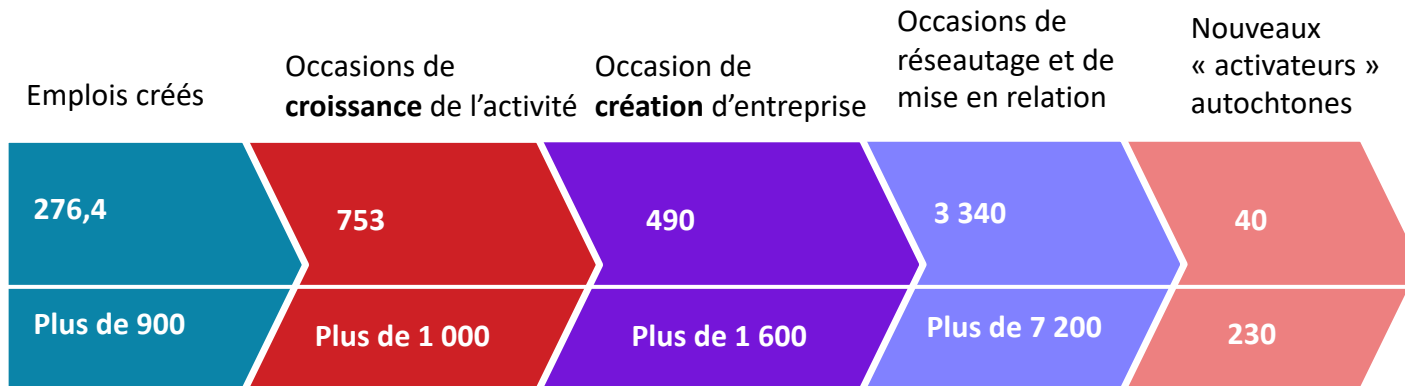 Emplois créés
Occasions de
croissance de l'activité
Occasion de
création d'entreprise
Occasions de
réseautage et de
mise en relation
Nouveaux
« activateurs »
autochtones
276,4
753
490
3 340
40
Plus de 900
Plus de 1 000
Plus de 1 600
Plus de 7 200
230